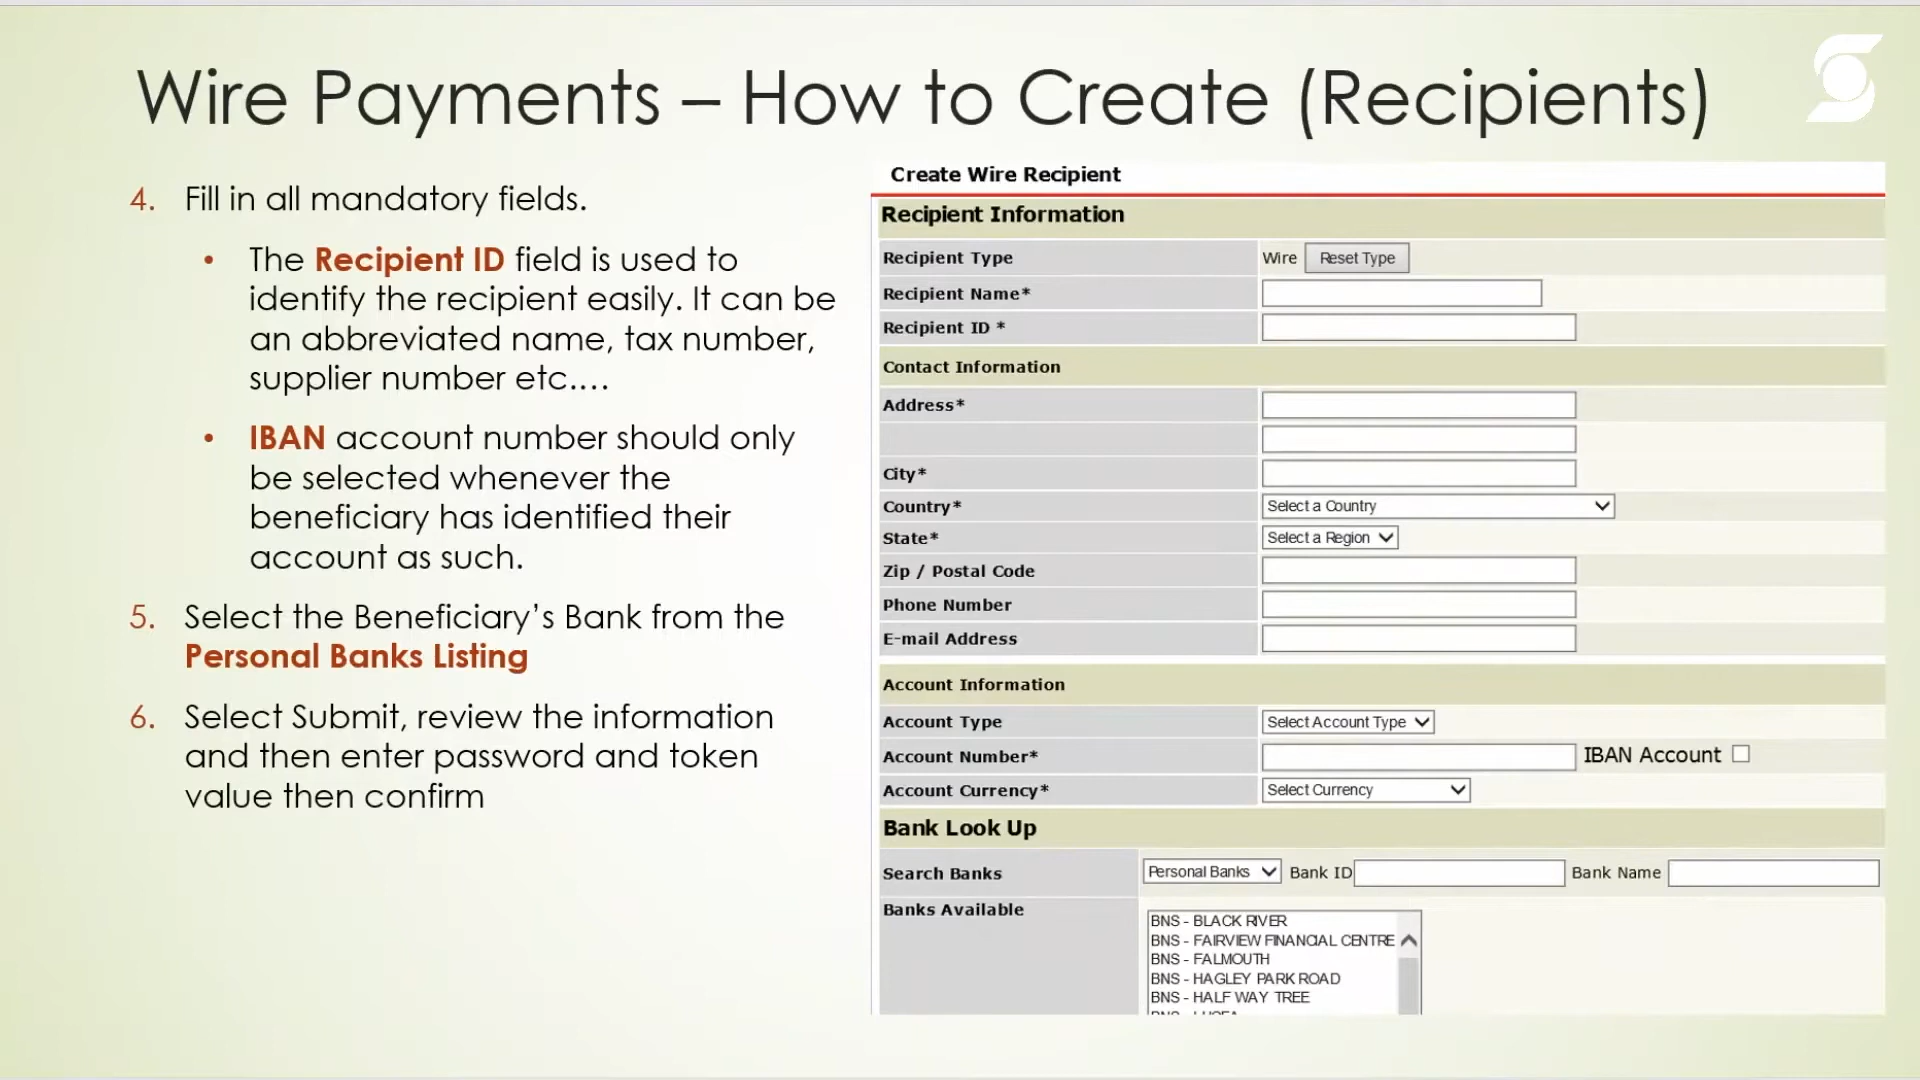 Wire Payments – How to Create (Recipients)
4. Fill in all mandatory fields.
• The Recipient ID field is used to
identify the recipient easily. It can be
an abbreviated name, tax number,
supplier number etc....
• IBAN account number should only
be selected whenever the
beneficiary has identified their
account as such.
5. Select the Beneficiary's Bank from the
Personal Banks Listing
6. Select Submit, review the information
and then enter password and token
value then confirm
Create Wire Recipient
Recipient Information
Recipient Type Wire Reset Type
Recipient Name*
Recipient ID *
Contact Information
Address*
City*
Country* Select a Country
State* Select a Region
Zip / Postal Code
Phone Number
E-mail Address
Account Information
Account Type Select Account Type
Account Number* IBAN Account
Account Currency* Select Currency
Bank Look Up
Search Banks Personal Banks Bank ID Bank Name
Banks Available
BNS - BLACK RIVER
BNS - FAIRVIEW FINANCIAL CENTRE
BNS - FALMOUTH
BNS - HAGLEY PARK ROAD
BNS - HALF WAY TREE